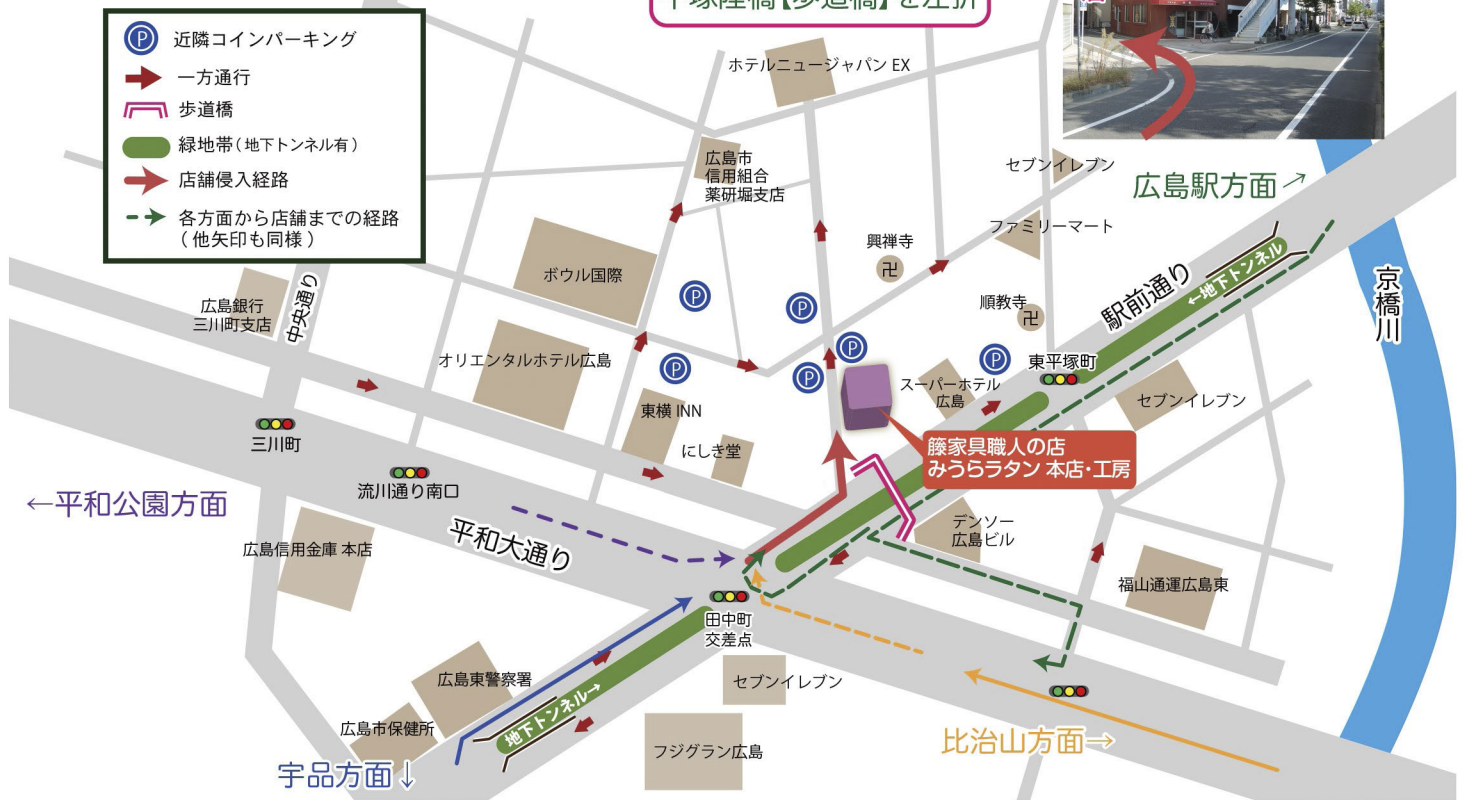 平塚陸橋【歩道橋】を左折
近隣コインパーキング
一方通行
歩道橋
緑地帯(地下トンネル有)
店舗侵入経路
各方面から店舗までの経路
(他矢印も同様)
ホテルニュージャパン EX
広島市
信用組合
薬研堀支店
セブンイレブン
広島駅方面↗
ファミリーマート
興禅寺
卍
ボウル国際
P
P
順教寺
卍
駅前通り
←地下トンネル
京橋川
広島銀行
三川町支店
中央通り
オリエンタルホテル広島
P
P
P
P
スーパーホテル
広島
東平塚町
セブンイレブン
東横 INN
にしき堂
籐家具職人の店
みうらラタン 本店・工房
三川町
流川通り南口
←平和公園方面
平和大通り
広島信用金庫 本店
デンソー
広島ビル
福山通運広島東
田中町
交差点
セブンイレブン
広島東警察署
地下トンネル→
広島市保健所
フジグラン広島
比治山方面→
宇品方面↓